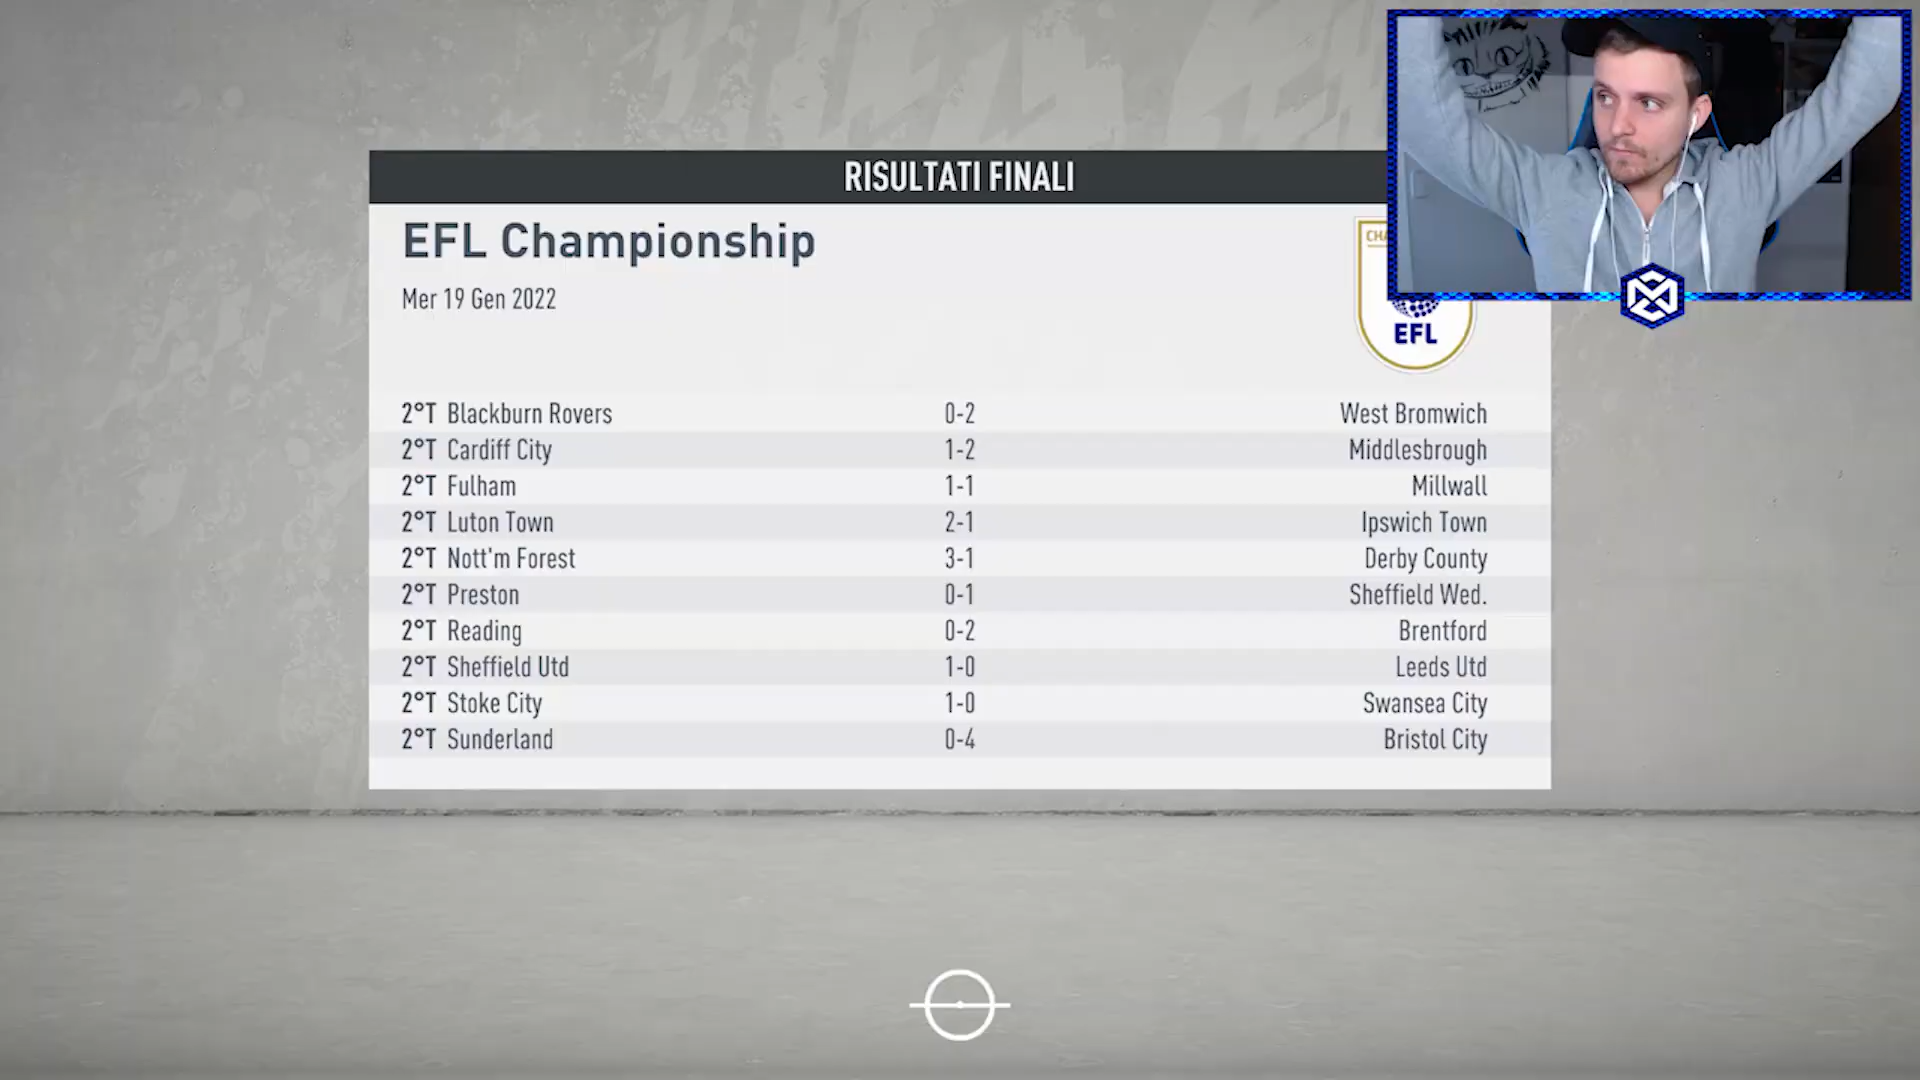 RISULTATI FINALI
EFL Championship
Mer 19 Gen 2022
EFL
2°T Blackburn Rovers 0-2 West Bromwich
2°T Cardiff City 1-2 Middlesbrough
2°T Fulham 1-1 Millwall
2°T Luton Town 2-1 Ipswich Town
2°T Nott'm Forest 3-1 Derby County
2°T Preston 0-1 Sheffield Wed.
2°T Reading 0-2 Brentford
2°T Sheffield Utd 1-0 Leeds Utd
2°T Stoke City 1-0 Swansea City
2°T Sunderland 0-4 Bristol City